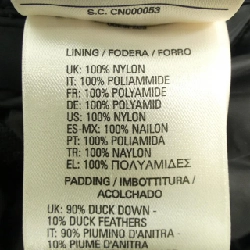 S.C. CN000053
LINING / FODERA / FORRO
UK: 100% NYLON
IT: 100% POLIAMMIDE
FR: 100% POLYAMIDE
DE: 100% POLYAMID
US: 100% NYLON
ES-MX: 100% NAILON
PT: 100% POLIAMIDA
TR: 100% NAYLON
EL: 100% ΠΟΛΥΑΜΙΔΕΣ
PADDING / IMBOTTITURA /
ACOLCHADO
UK: 90% DUCK DOWN -
10% DUCK FEATHERS
IT: 90% PIUMINO D'ANITRA -
10% PIUME D'ANITRA